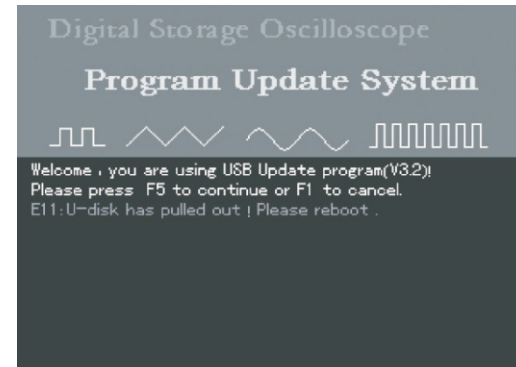 Digital Storage Oscilloscope
Program Update System
Welcome , you are using USB Update program(V3.2)!
Please press F5 to continue or F1 to cancel.
E11:U-disk has pulled out ! Please reboot .